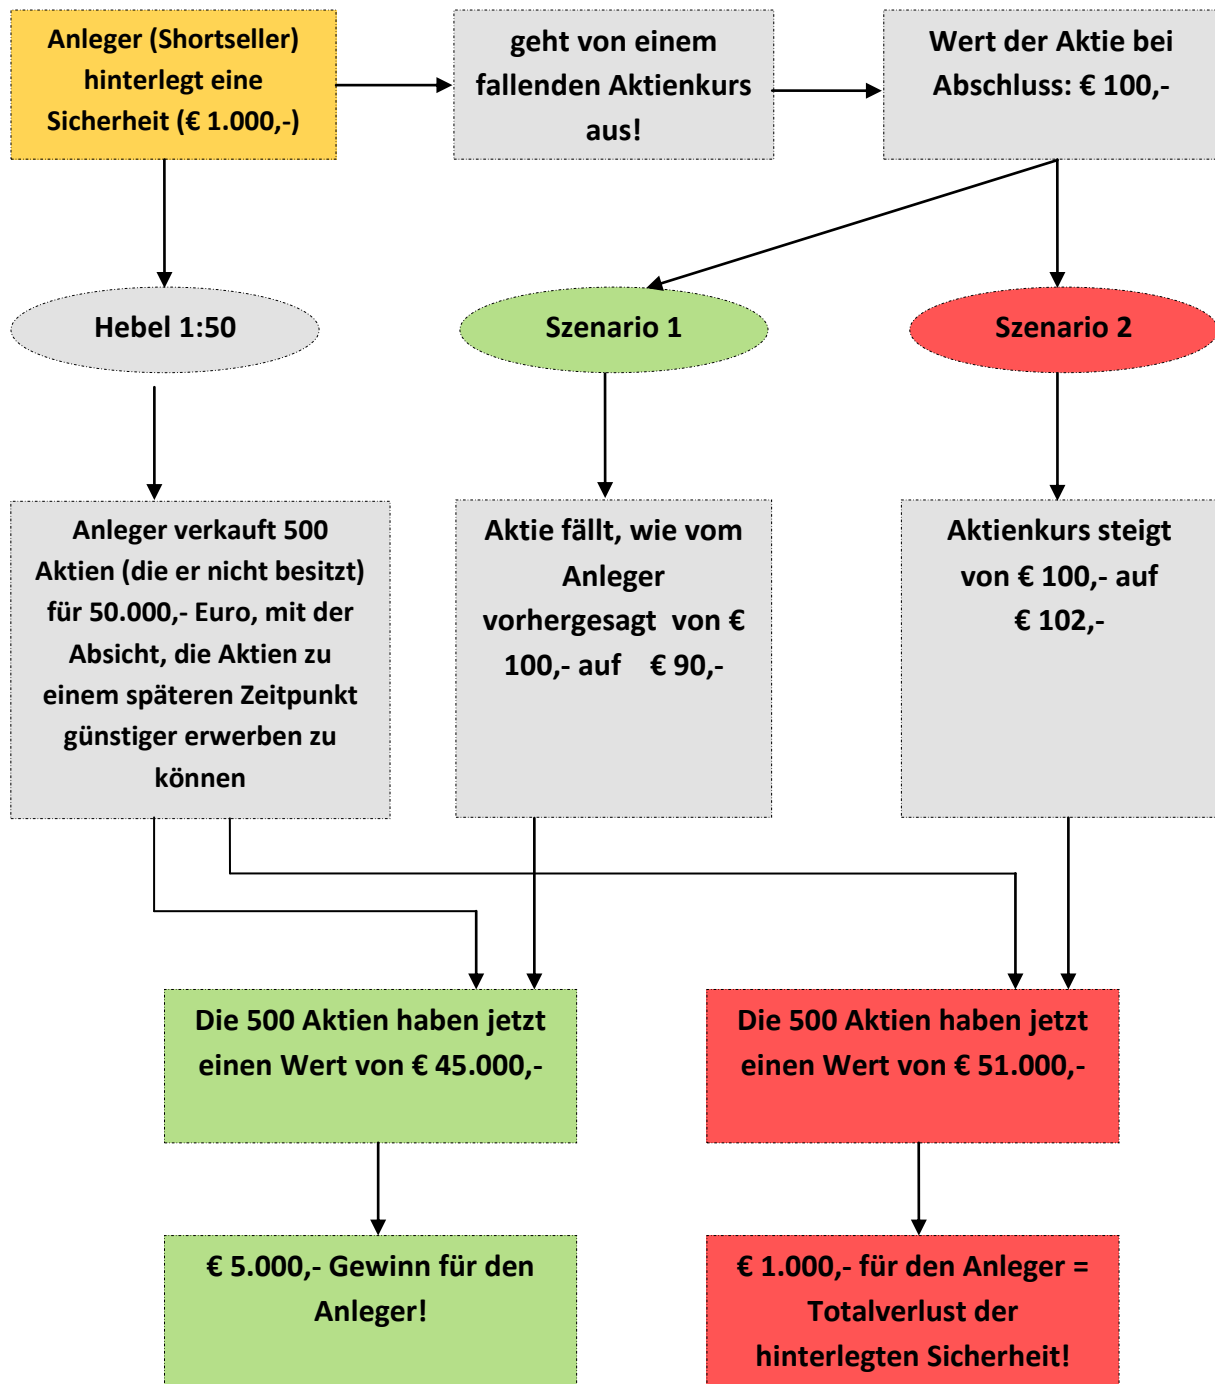 Anleger (Shortseller)
hinterlegt eine
Sicherheit (€ 1.000,-)
geht von einem
fallenden Aktienkurs
aus!
Wert der Aktie bei
Abschluss: € 100,-
Hebel 1:50
Szenario 1
Szenario 2
Anleger verkauft 500
Aktien (die er nicht besitzt)
für 50.000,- Euro, mit der
Absicht, die Aktien zu
einem späteren Zeitpunkt
günstiger erwerben zu
können
Aktie fällt, wie vom
Anleger
vorhergesagt von €
100,- auf € 90,-
Aktienkurs steigt
von € 100,- auf
€ 102,-
Die 500 Aktien haben jetzt
einen Wert von € 45.000,-
Die 500 Aktien haben jetzt
einen Wert von € 51.000,-
€ 5.000,- Gewinn für den
Anleger!
€ 1.000,- für den Anleger =
Totalverlust der
hinterlegten Sicherheit!